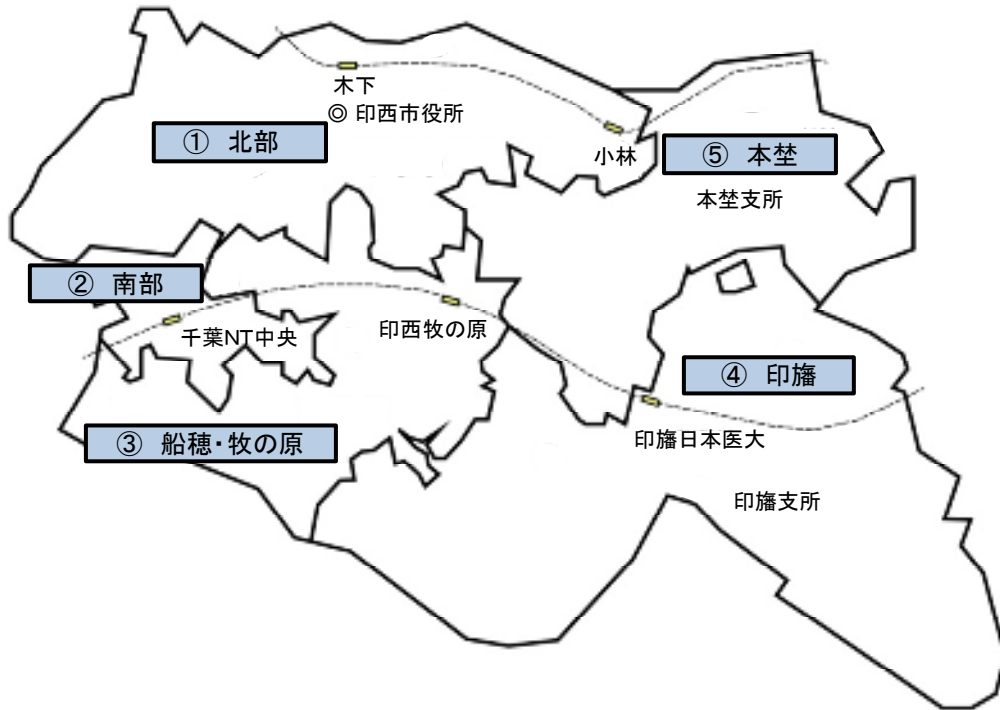 木下
◎ 印西市役所
① 北部
小林
⑤ 本埜
本埜支所
② 南部
千葉NT中央
印西牧の原
④ 印旛
印旛日本医大
③ 船穂・牧の原
印旛支所